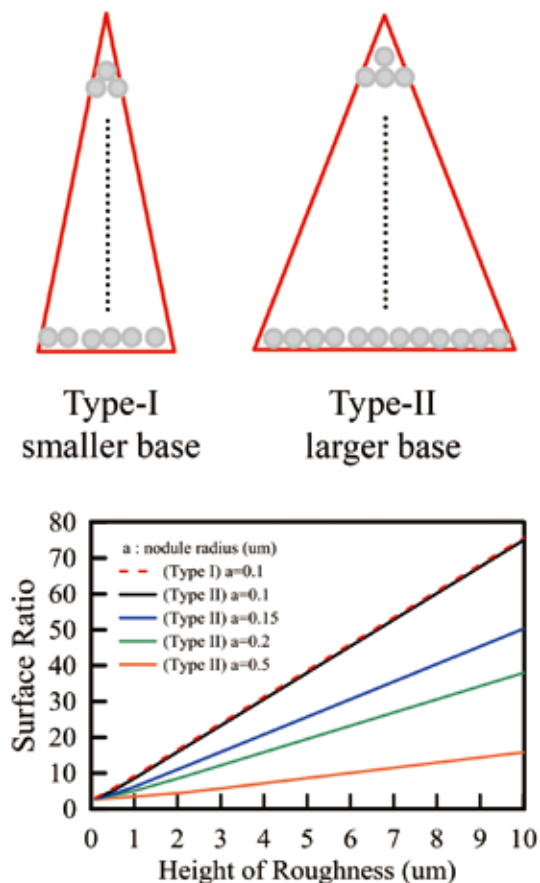 Type-I
smaller base
Type-II
larger base
80
70
60
50
40
30
20
10
0
Surface Ratio
a : nodule radius (um)
(Type I) a=0.1
(Type II) a=0.1
(Type II) a=0.15
(Type II) a=0.2
(Type II) a=0.5
0 1 2 3 4 5 6 7 8 9 10
Height of Roughness (um)